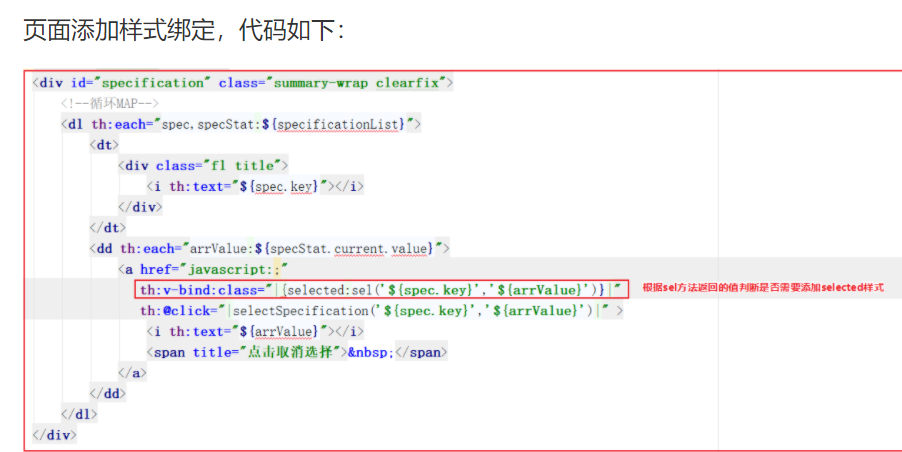 页面添加样式绑定，代码如下：
<div id="specification" class="summary-wrap clearfix">
<!--循环MAP-->
<dl th:each="spec,specStat:${specificationList}">
<dt>
<div class="fl title">
<i th:text="${spec.key}"></i>
</div>
</dt>
<dd th:each="arrValue:${specStat.current.value}">
<a href="javascript:;"
th:v-bind:class="|{selected:sel('${spec.key}','${arrValue}')}|"
根据sel方法返回的值判断是否需要添加selected样式
th:@click="|selectSpecification('${spec.key}','${arrValue}')|" >
<i th:text="${arrValue}"></i>
<span title="点击取消选择">&nbsp;</span>
</a>
</dd>
</dl>
</div>